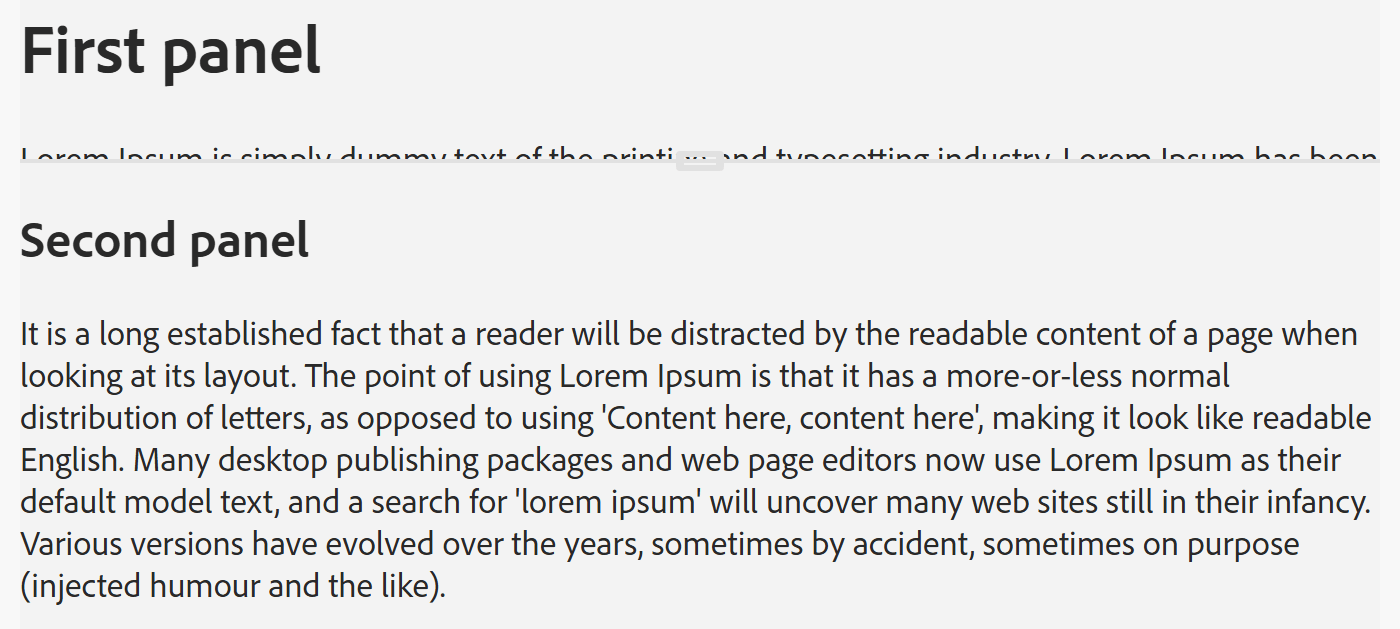 First panel
Lorem Ipsum is simply dummy text of the and typesetting industry. Lorem Ipsum has been
Second panel
It is a long established fact that a reader will be distracted by the readable content of a page when
looking at its layout. The point of using Lorem Ipsum is that it has a more-or-less normal
distribution of letters, as opposed to using 'Content here, content here', making it look like readable
English. Many desktop publishing packages and web page editors now use Lorem Ipsum as their
default model text, and a search for 'lorem ipsum' will uncover many web sites still in their infancy.
Various versions have evolved over the years, sometimes by accident, sometimes on purpose
(injected humour and the like).